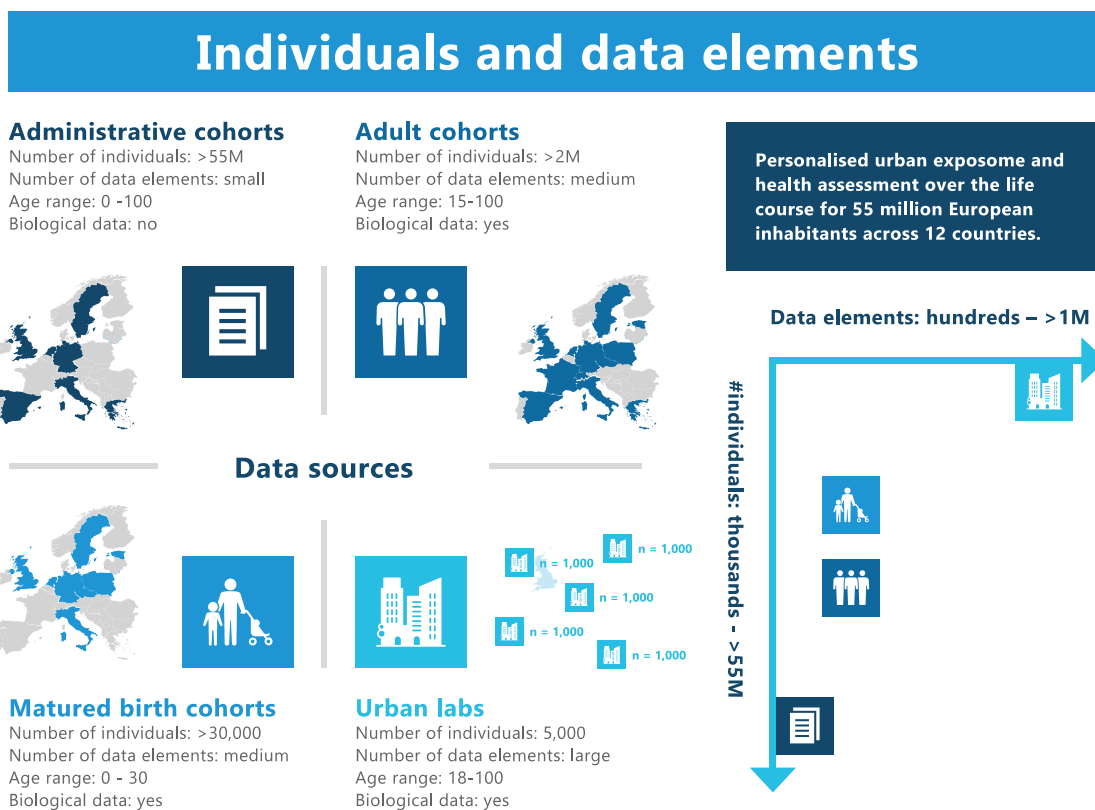 Individuals and data elements
Administrative cohorts
Number of individuals: >55M
Number of data elements: small
Age range: 0 -100
Biological data: no
Adult cohorts
Number of individuals: >2M
Number of data elements: medium
Age range: 15-100
Biological data: yes
Personalised urban exposome and
health assessment over the life
course for 55 million European
inhabitants across 12 countries.
Data elements: hundreds – >1M
#individuals: thousands - >55M
Data sources
n = 1,000
n = 1,000
n = 1,000
n = 1,000
n = 1,000
Matured birth cohorts
Number of individuals: >30,000
Number of data elements: medium
Age range: 0 - 30
Biological data: yes
Urban labs
Number of individuals: 5,000
Number of data elements: large
Age range: 18-100
Biological data: yes